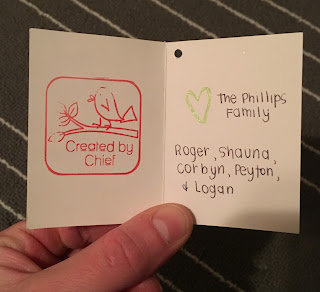 Created by
Chief
The Phillips
Family
Roger, Shauna,
Corbyn, Peyton,
& Logan